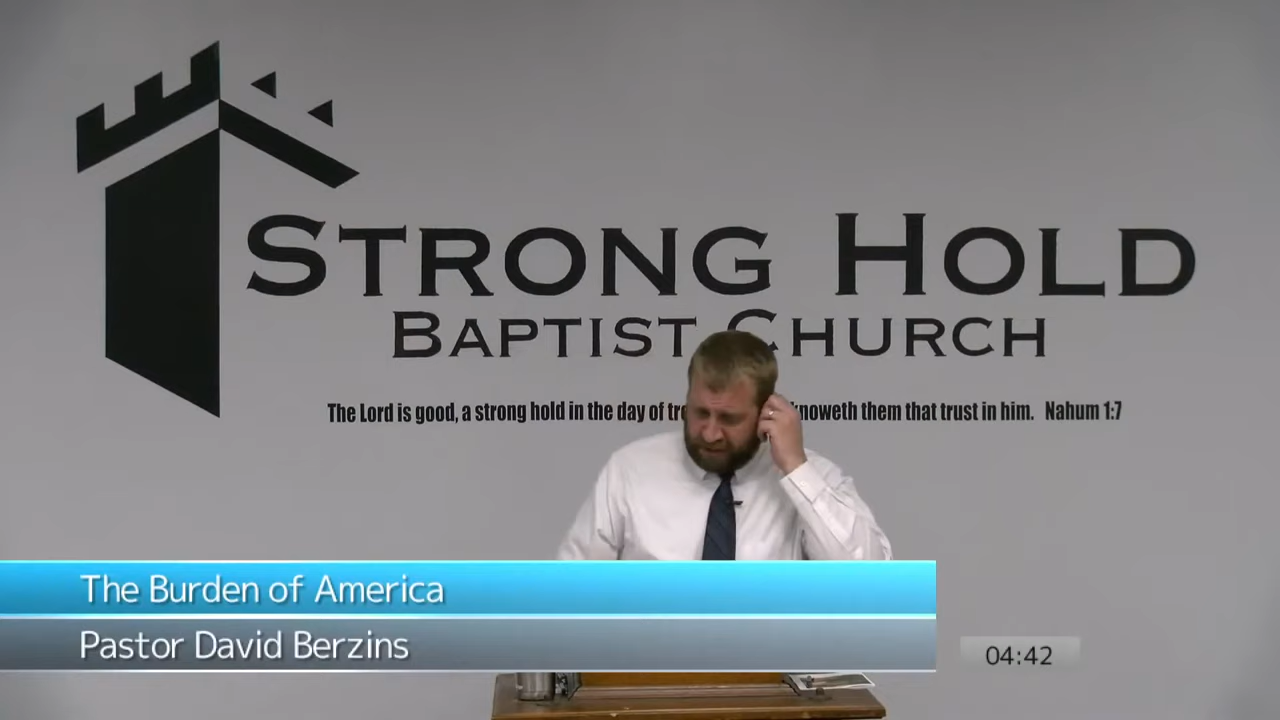 STRONG HOLD
BAPTIST CHURCH
The Lord is good, a strong hold in the day of knoweth them that trust in him. Nahum 1:7
The Burden of America
Pastor David Berzins
04:42